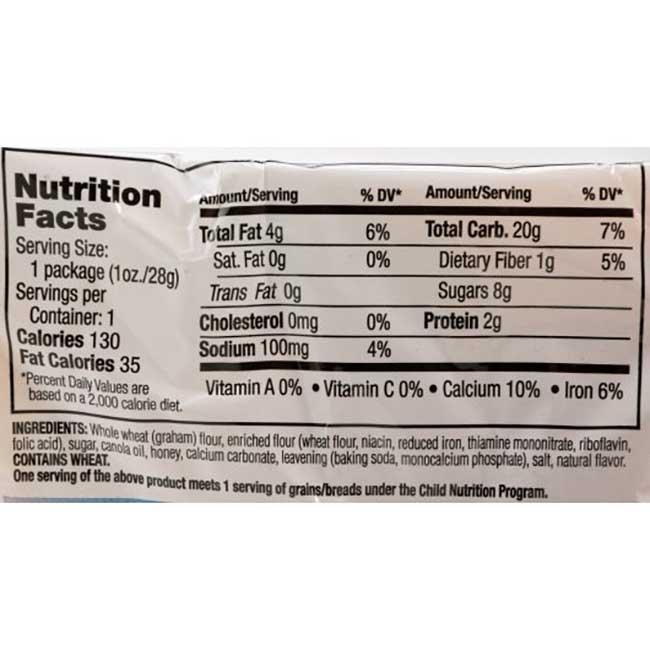 Nutrition
Facts
Serving Size:
1 package (1oz./28g)
Servings per
Container: 1
Calories 130
Fat Calories 35
*Percent Daily Values are
based on a 2,000 calorie diet.
Amount/Serving % DV* Amount/Serving % DV*
Total Fat 4g 6% Total Carb. 20g 7%
Sat. Fat 0g 0% Dietary Fiber 1g 5%
Trans Fat 0g Sugars 8g
Cholesterol 0mg 0% Protein 2g
Sodium 100mg 4%
Vitamin A 0% • Vitamin C 0% • Calcium 10% • Iron 6%
INGREDIENTS: Whole wheat (graham) flour, enriched flour (wheat flour, niacin, reduced iron, thiamine mononitrate, riboflavin,
folic acid), sugar, canola oil, honey, calcium carbonate, leavening (baking soda, monocalcium phosphate), salt, natural flavor.
CONTAINS WHEAT.
One serving of the above product meets 1 serving of grains/breads under the Child Nutrition Program.